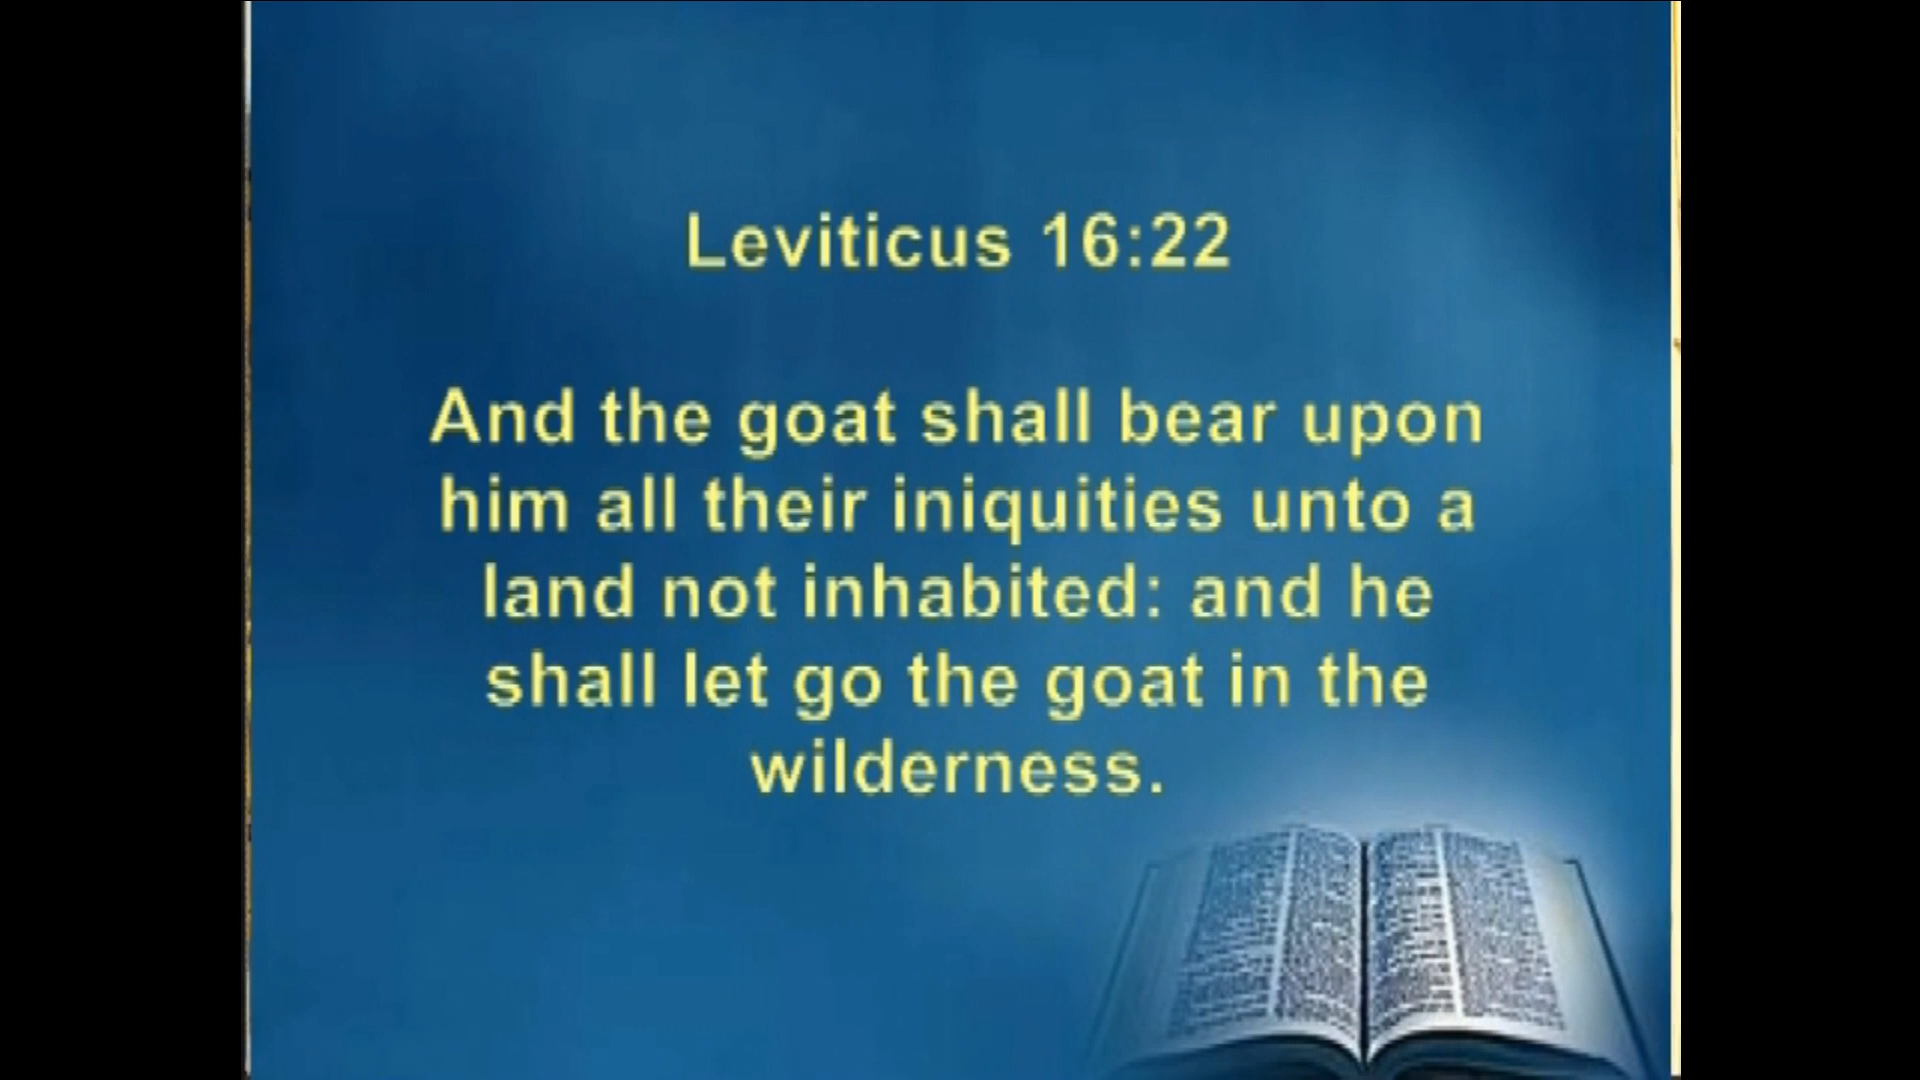 Leviticus 16:22
And the goat shall bear upon
him all their iniquities unto a
land not inhabited: and he
shall let go the goat in the
wilderness.